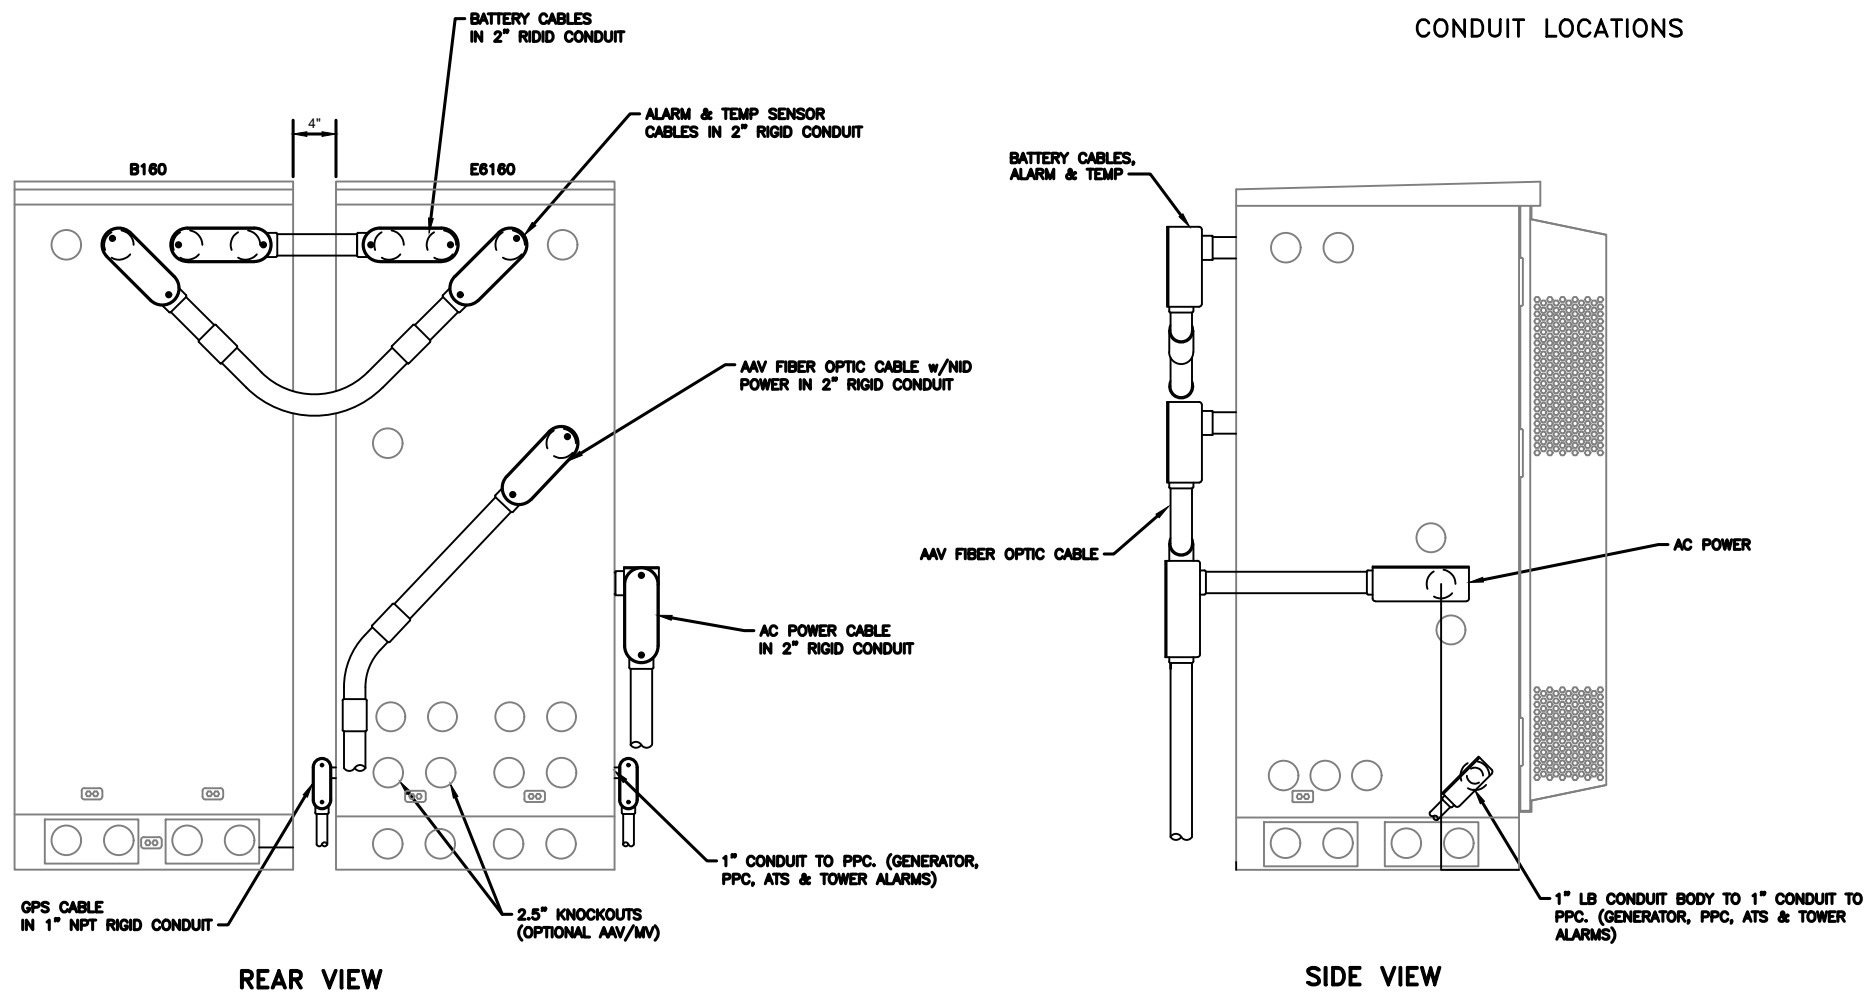 CONDUIT LOCATIONS
BATTERY CABLES
IN 2" RIDID CONDUIT
4"
ALARM & TEMP SENSOR
CABLES IN 2" RIGID CONDUIT
B160
E6160
AAV FIBER OPTIC CABLE w/NID
POWER IN 2" RIGID CONDUIT
AC POWER CABLE
IN 2" RIGID CONDUIT
1" CONDUIT TO PPC. (GENERATOR,
PPC, ATS & TOWER ALARMS)
GPS CABLE
IN 1" NPT RIGID CONDUIT
2.5" KNOCKOUTS
(OPTIONAL AAV/MV)
REAR VIEW
BATTERY CABLES,
ALARM & TEMP
AAV FIBER OPTIC CABLE
AC POWER
1" LB CONDUIT BODY TO 1" CONDUIT TO
PPC. (GENERATOR, PPC, ATS & TOWER
ALARMS)
SIDE VIEW